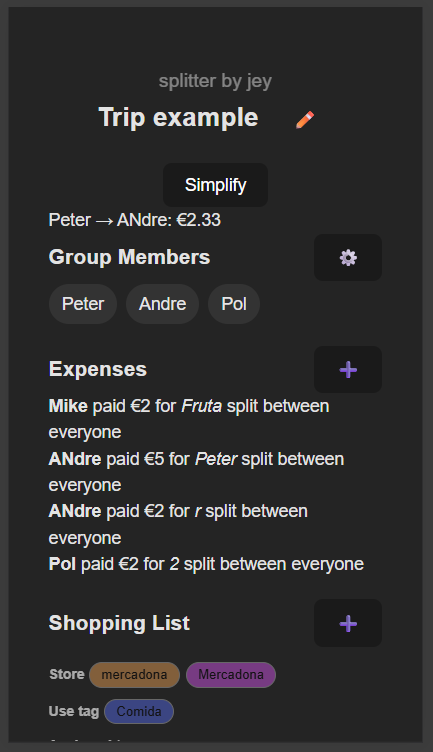 splitter by jey
Trip example
Simplify
Peter → ANdre: €2.33
Group Members
Peter Andre Pol
Expenses
Mike paid €2 for Fruta split between
everyone
ANdre paid €5 for Peter split between
everyone
ANdre paid €2 for r split between
everyone
Pol paid €2 for 2 split between everyone
Shopping List
Store mercadona Mercadona
Use tag Comida